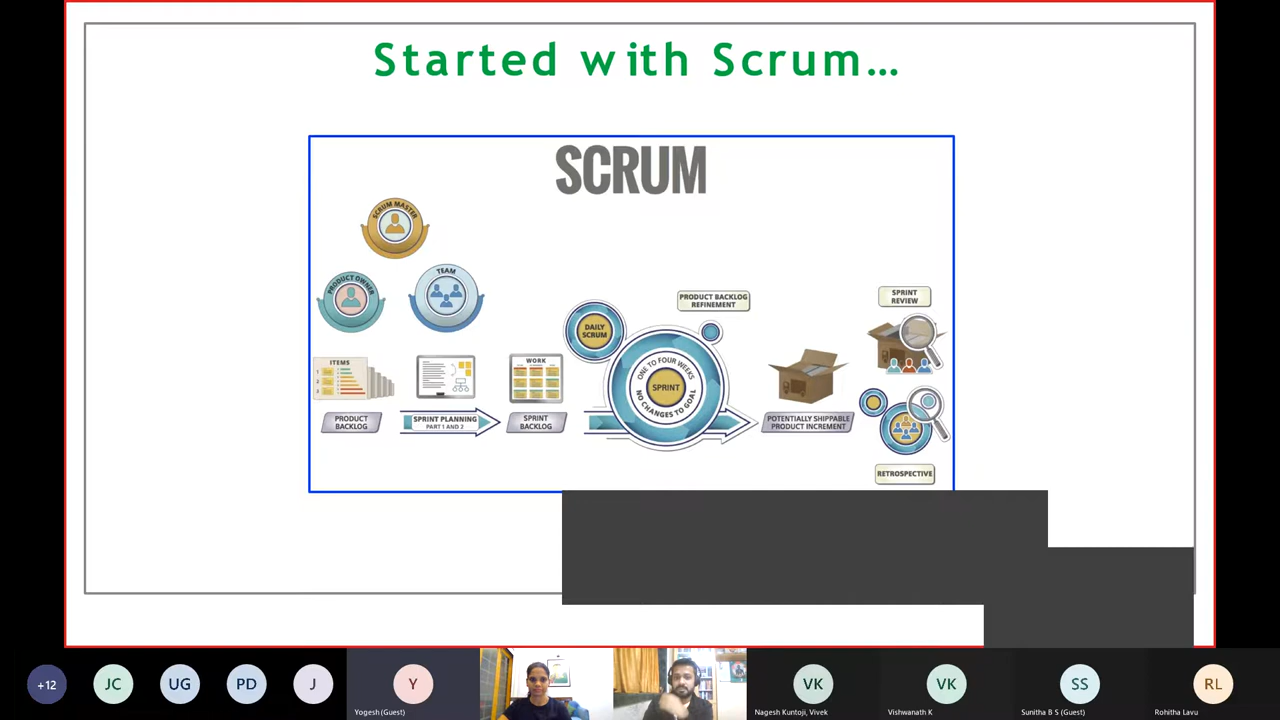 Started with Scrum...
SCRUM
SCRUM MASTER
PRODUCT OWNER
TEAM
PRODUCT BACKLOG
REFINEMENT
SPRINT
REVIEW
DAILY
SCRUM
ONE TO FOUR WEEKS
SPRINT
NO CHANGES TO GOAL
ITEMS
1
2
3
WORK
PRODUCT
BACKLOG
SPRINT PLANNING
PART 1 AND 2
SPRINT
BACKLOG
POTENTIALLY SHIPPABLE
PRODUCT INCREMENT
RETROSPECTIVE
+12
JC
UG
PD
J
Y
Yogesh (Guest)
VK
Nagesh Kuntoji, Vivek
VK
Vishwanath K
SS
Sunitha B S (Guest)
RL
Rohitha Lavu